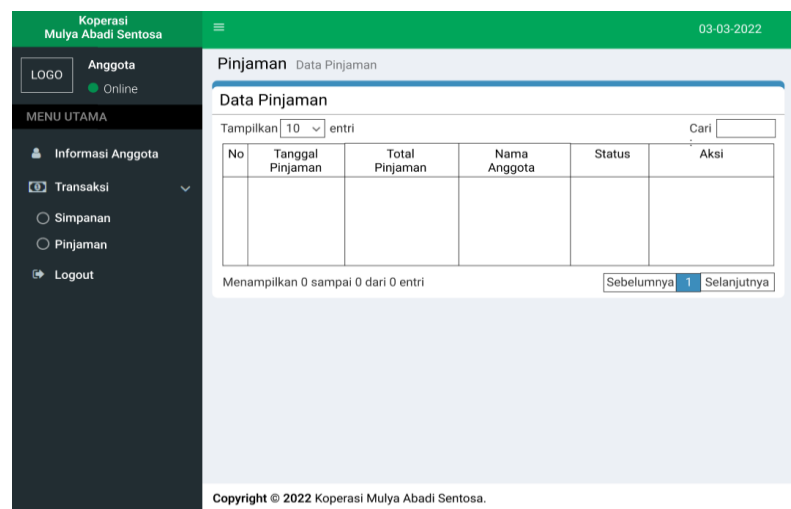 Koperasi
Mulya Abadi Sentosa
03-03-2022
LOGO
Anggota
Online
MENU UTAMA
Informasi Anggota
Transaksi
Simpanan
Pinjaman
Logout
Pinjaman Data Pinjaman
Data Pinjaman
Tampilkan 10 entri
Cari :
No Tanggal Pinjaman Total Pinjaman Nama Anggota Status Aksi
Menampilkan 0 sampai 0 dari 0 entri
Sebelumnya 1 Selanjutnya
Copyright © 2022 Koperasi Mulya Abadi Sentosa.